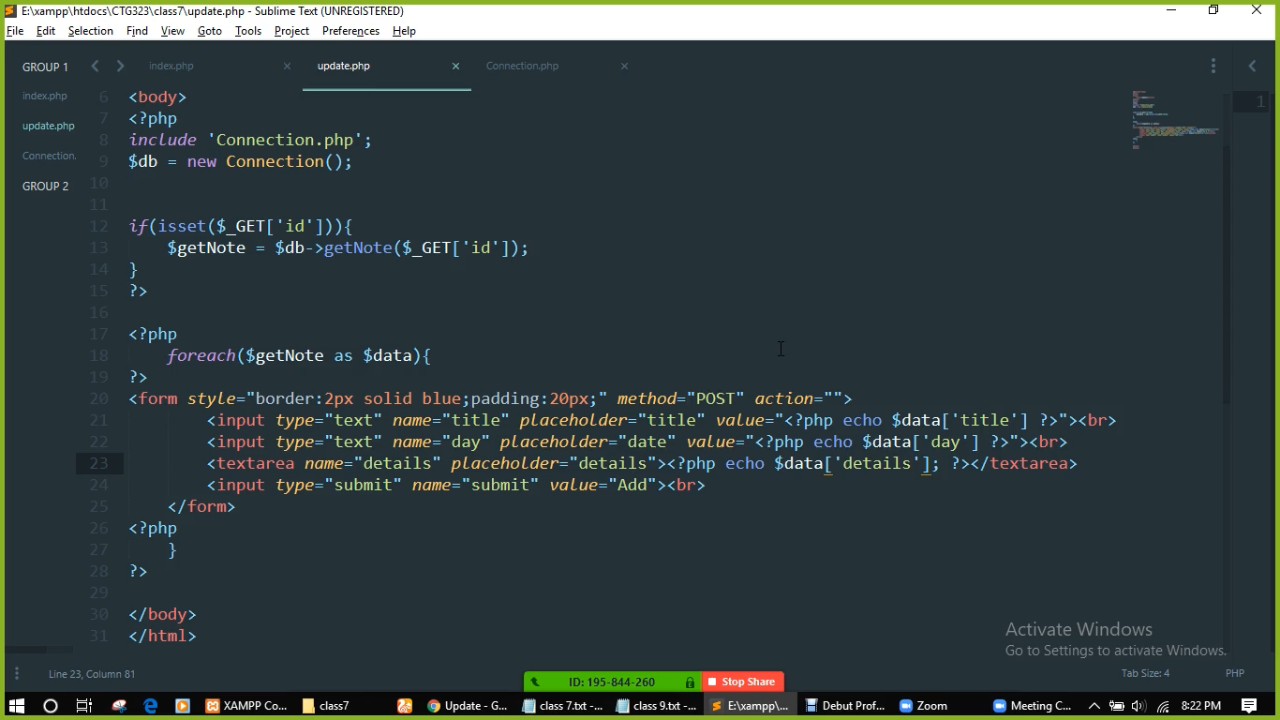 E:\xampp\htdocs\CTG323\class7\update.php - Sublime Text (UNREGISTERED)
File Edit Selection Find View Goto Tools Project Preferences Help
GROUP 1
index.php
update.php
Connection.
GROUP 2
index.php update.php Connection.php
1
6 <body>
7 <?php
8 include 'Connection.php';
9 $db = new Connection();
10
11
12 if(isset($_GET['id'])){
13 $getNote = $db->getNote($_GET['id']);
14 }
15 ?>
16
17 <?php
18 foreach($getNote as $data){
19 ?>
20 <form style="border:2px solid blue;padding:20px;" method="POST" action="">
21 <input type="text" name="title" placeholder="title" value="<?php echo $data['title'] ?>"><br>
22 <input type="text" name="day" placeholder="date" value="<?php echo $data['day'] ?>"><br>
23 <textarea name="details" placeholder="details"><?php echo $data['details']; ?></textarea>
24 <input type="submit" name="submit" value="Add"><br>
25 </form>
26 <?php
27 }
28 ?>
29
30 </body>
31 </html>
Activate Windows
Go to Settings to activate Windows.
Line 23, Column 81
Tab Size: 4
PHP
ID: 195-844-260 Stop Share
XAMPP Co... class7 Update - G... class 7.txt -... class 9.txt -... E:\xampp\... Debut Prof... Zoom Meeting C... 8:22 PM